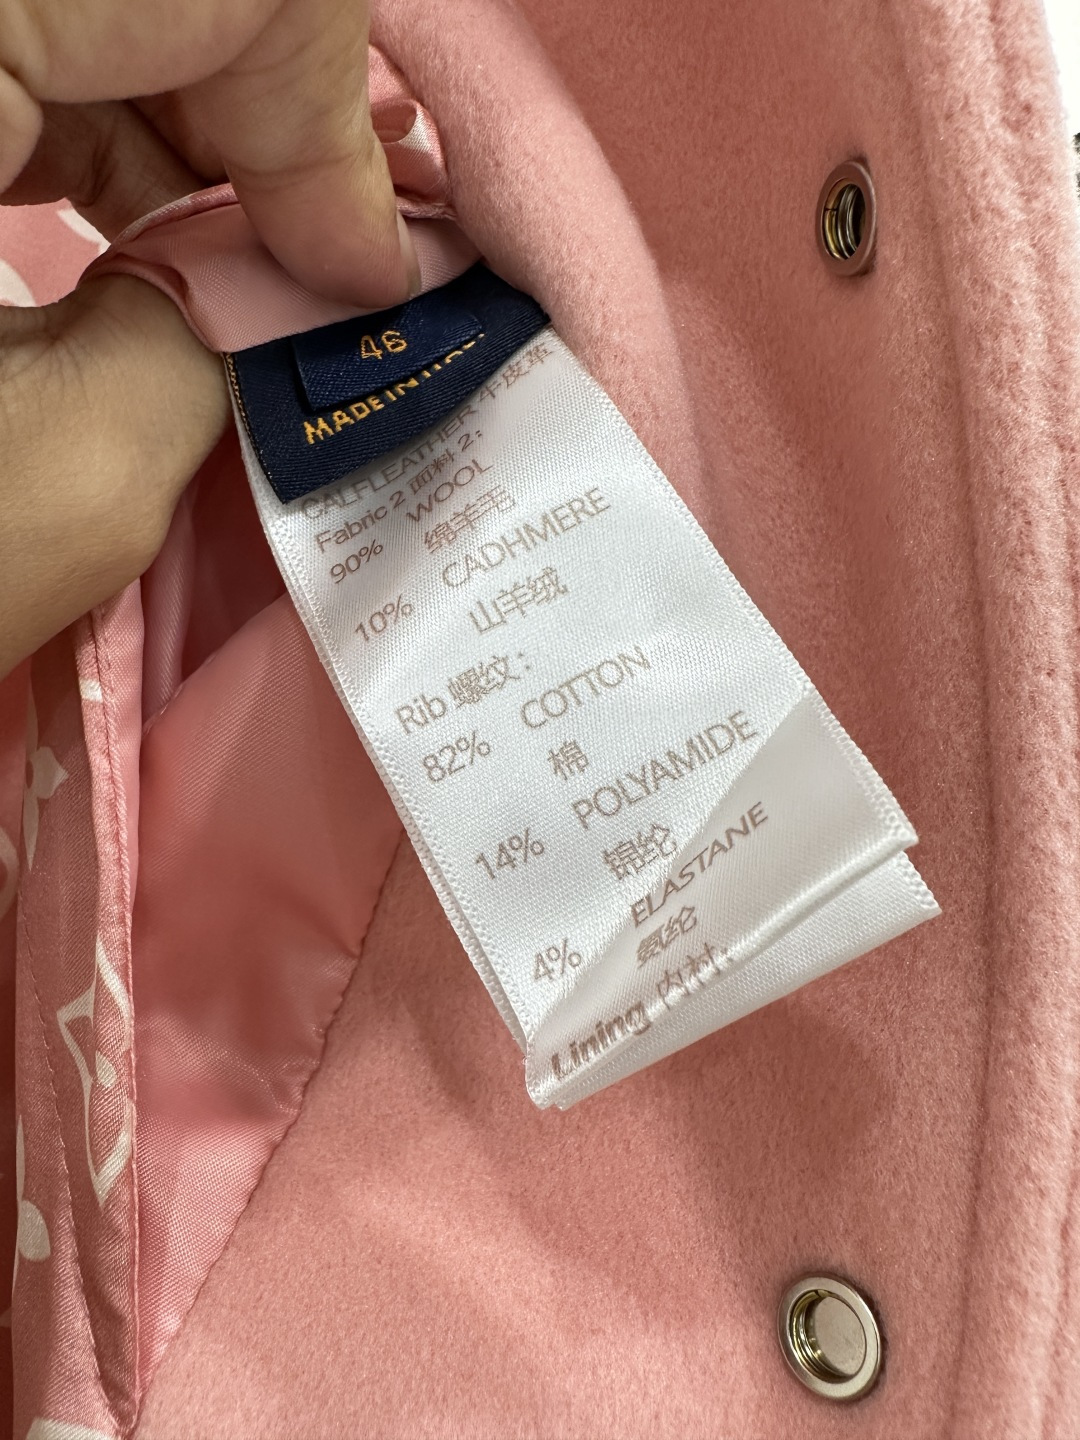 46
MADE IN
CALFLEATHER 牛皮革
Fabric 2 面料 2:
90% WOOL
绵羊毛
10% CADHMERE
山羊绒
Rib 螺纹:
82% COTTON
棉
14% POLYAMIDE
锦纶
4% ELASTANE
氨纶
Lining 内衬: